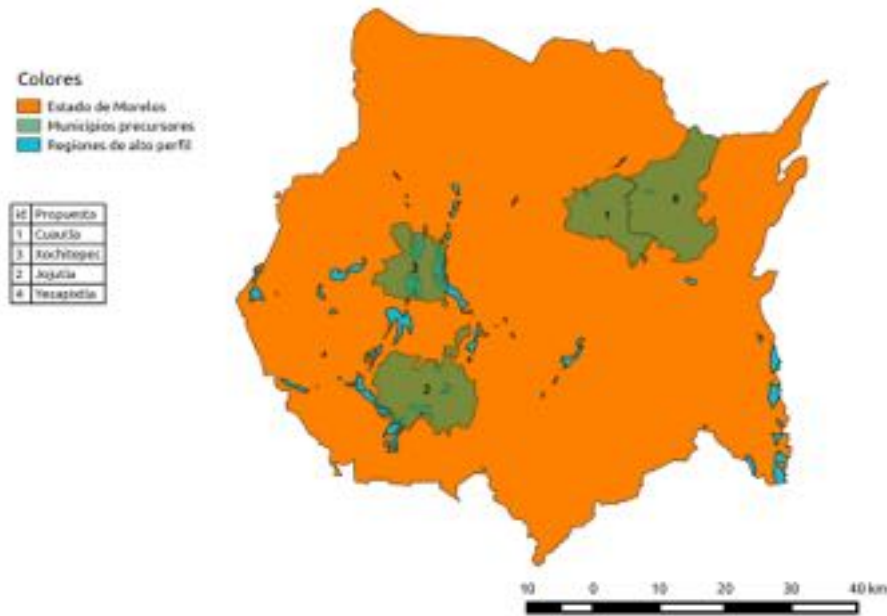 Colores
Estado de Morelos
Municipios precursores
Regiones de alto perfil
id Propuesta
1 Cuautla
3 Xochitepec
2 Jojutla
4 Yecapixtla
1
3
2
10 0 10 20 30 40 km